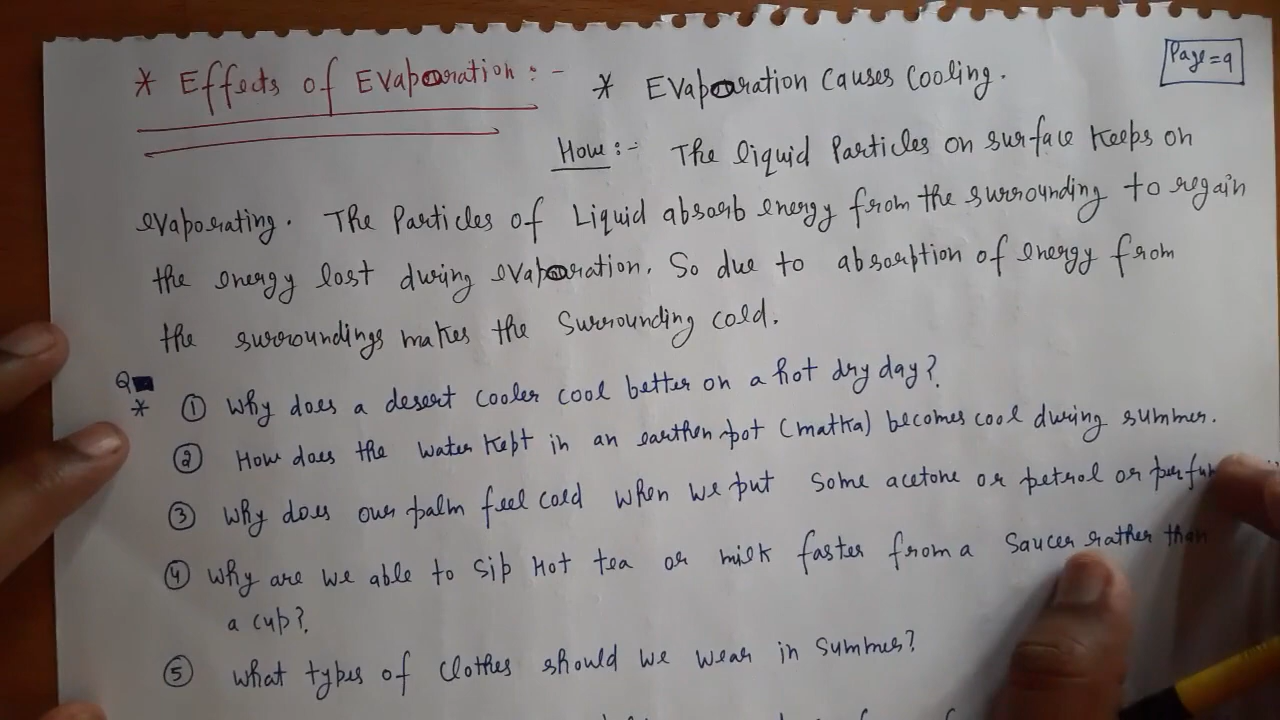 * Effects of Evaporation :- * Evaporation causes cooling.
Page = 9
How :- The liquid Particles on surface keeps on
evaporating. The Particles of Liquid absorb energy from the surrounding to regain
the energy lost during evaporation. So due to absorption of energy from
the surroundings makes the Surrounding cold.
Q
* ① Why does a desert cooler cool better on a hot dry day?
② How does the water kept in an earthen pot (matka) becomes cool during summer.
③ Why does our palm feel cold when we put some acetone or petrol or
④ Why are we able to sip Hot tea or milk faster from a saucer rather than
a cup?
⑤ What types of clothes should we wear in summer?